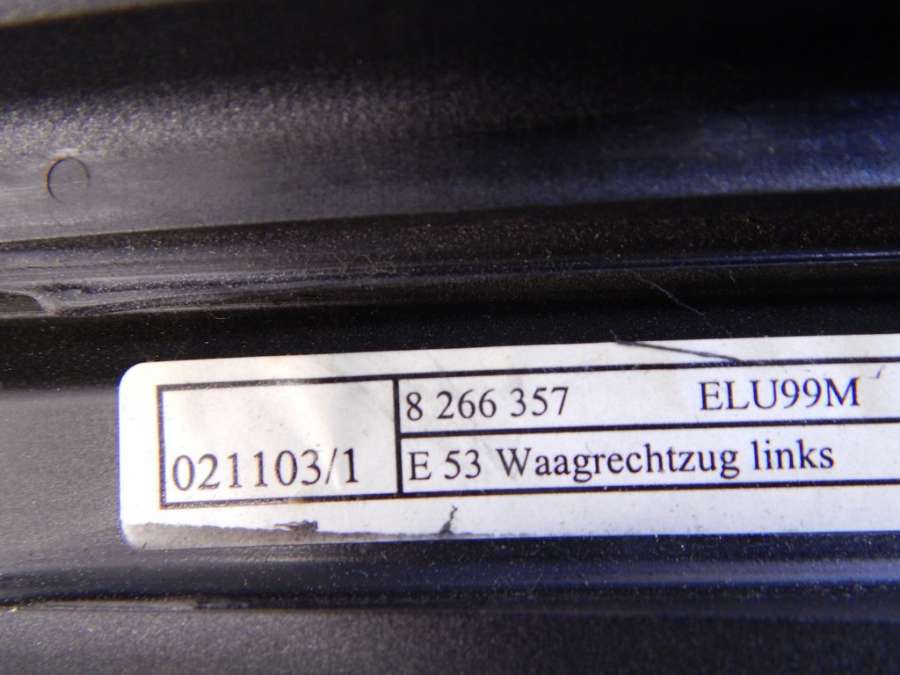 8 266 357 ELU99M
021103/1 E 53 Waagrechtzug links